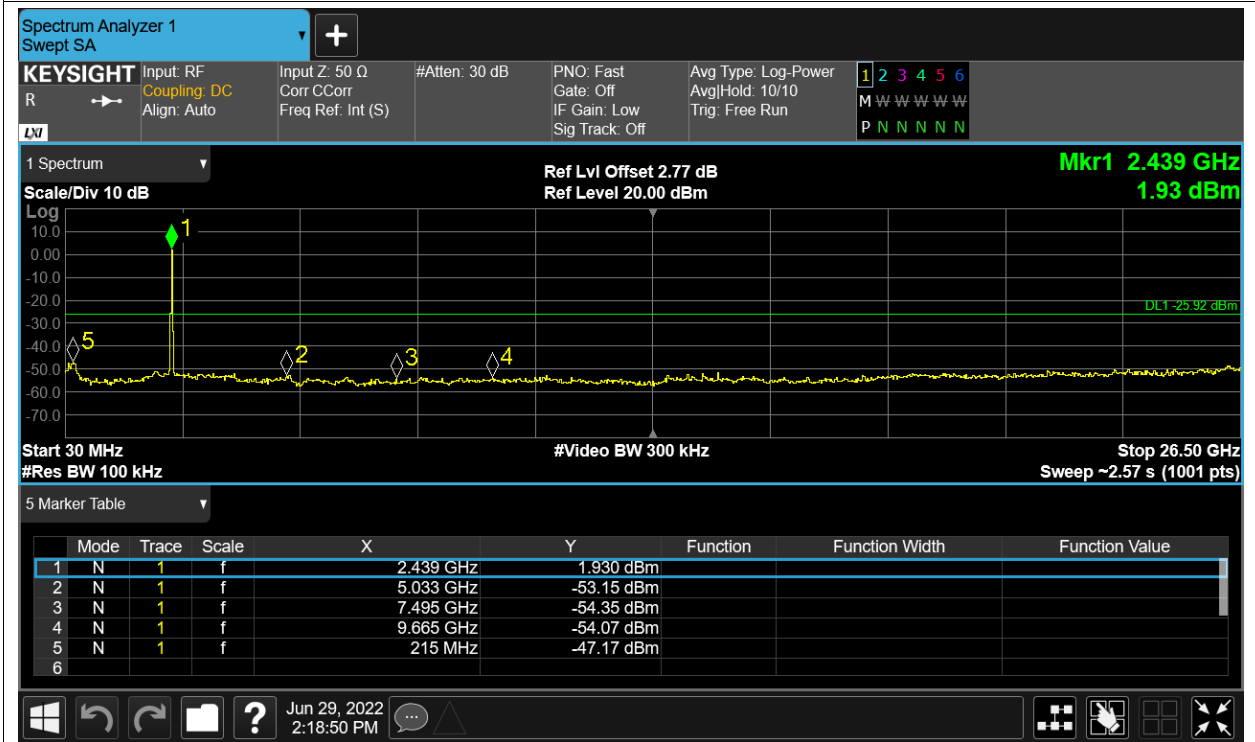 Spectrum Analyzer 1
Swept SA
KEYSIGHT
R
LXI
Input: RF
Coupling: DC
Align: Auto
Input Z: 50 Ω
Corr CCorr
Freq Ref: Int (S)
#Atten: 30 dB
PNO: Fast
Gate: Off
IF Gain: Low
Sig Track: Off
Avg Type: Log-Power
Avg|Hold: 10/10
Trig: Free Run
1 2 3 4 5 6
M W W W W W
P N N N N N
1 Spectrum
Scale/Div 10 dB
Ref Lvl Offset 2.77 dB
Ref Level 20.00 dBm
Mkr1 2.439 GHz
1.93 dBm
Log
10.0
0.00
-10.0
-20.0
-30.0
-40.0
-50.0
-60.0
-70.0
1
DL1 -25.92 dBm
5
2
3
4
Start 30 MHz
#Video BW 300 kHz
Stop 26.50 GHz
#Res BW 100 kHz
Sweep ~2.57 s (1001 pts)
5 Marker Table
Mode Trace Scale X Y Function Function Width Function Value
1 N 1 f 2.439 GHz 1.930 dBm
2 N 1 f 5.033 GHz -53.15 dBm
3 N 1 f 7.495 GHz -54.35 dBm
4 N 1 f 9.665 GHz -54.07 dBm
5 N 1 f 215 MHz -47.17 dBm
6
?
Jun 29, 2022
2:18:50 PM